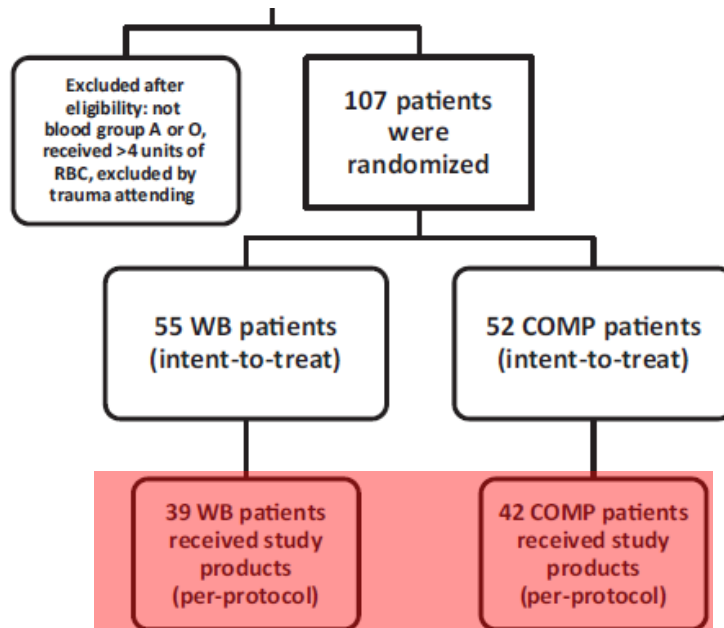 Excluded after
eligibility: not
blood group A or O,
received >4 units of
RBC, excluded by
trauma attending
107 patients
were
randomized
55 WB patients
(intent-to-treat)
52 COMP patients
(intent-to-treat)
39 WB patients
received study
products
(per-protocol)
42 COMP patients
received study
products
(per-protocol)